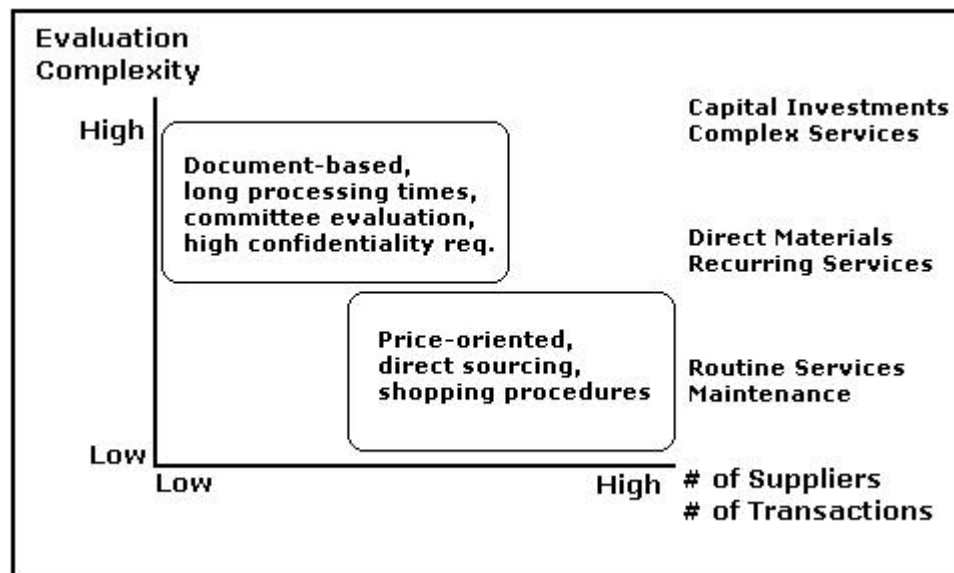 Evaluation
Complexity
High
Document-based,
long processing times,
committee evaluation,
high confidentiality req.
Capital Investments
Complex Services
Direct Materials
Recurring Services
Price-oriented,
direct sourcing,
shopping procedures
Routine Services
Maintenance
Low
Low
High
# of Suppliers
# of Transactions